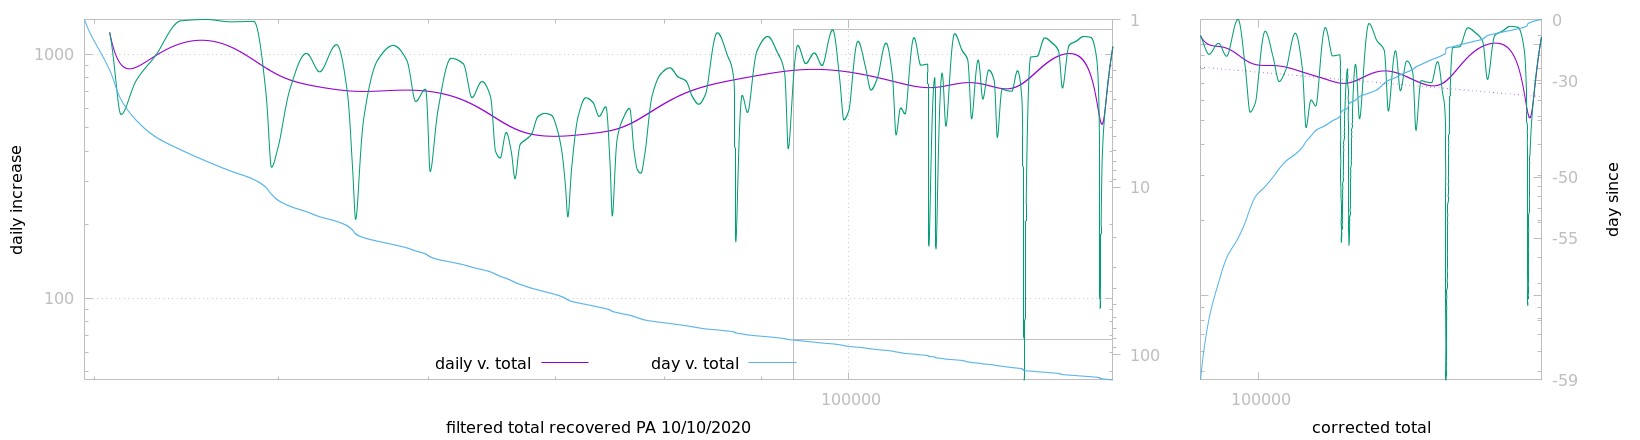 daily increase
1000
100
daily v. total
day v. total
1
10
100
100000
filtered total recovered PA 10/10/2020
0
-30
-50
-55
-59
day since
100000
corrected total